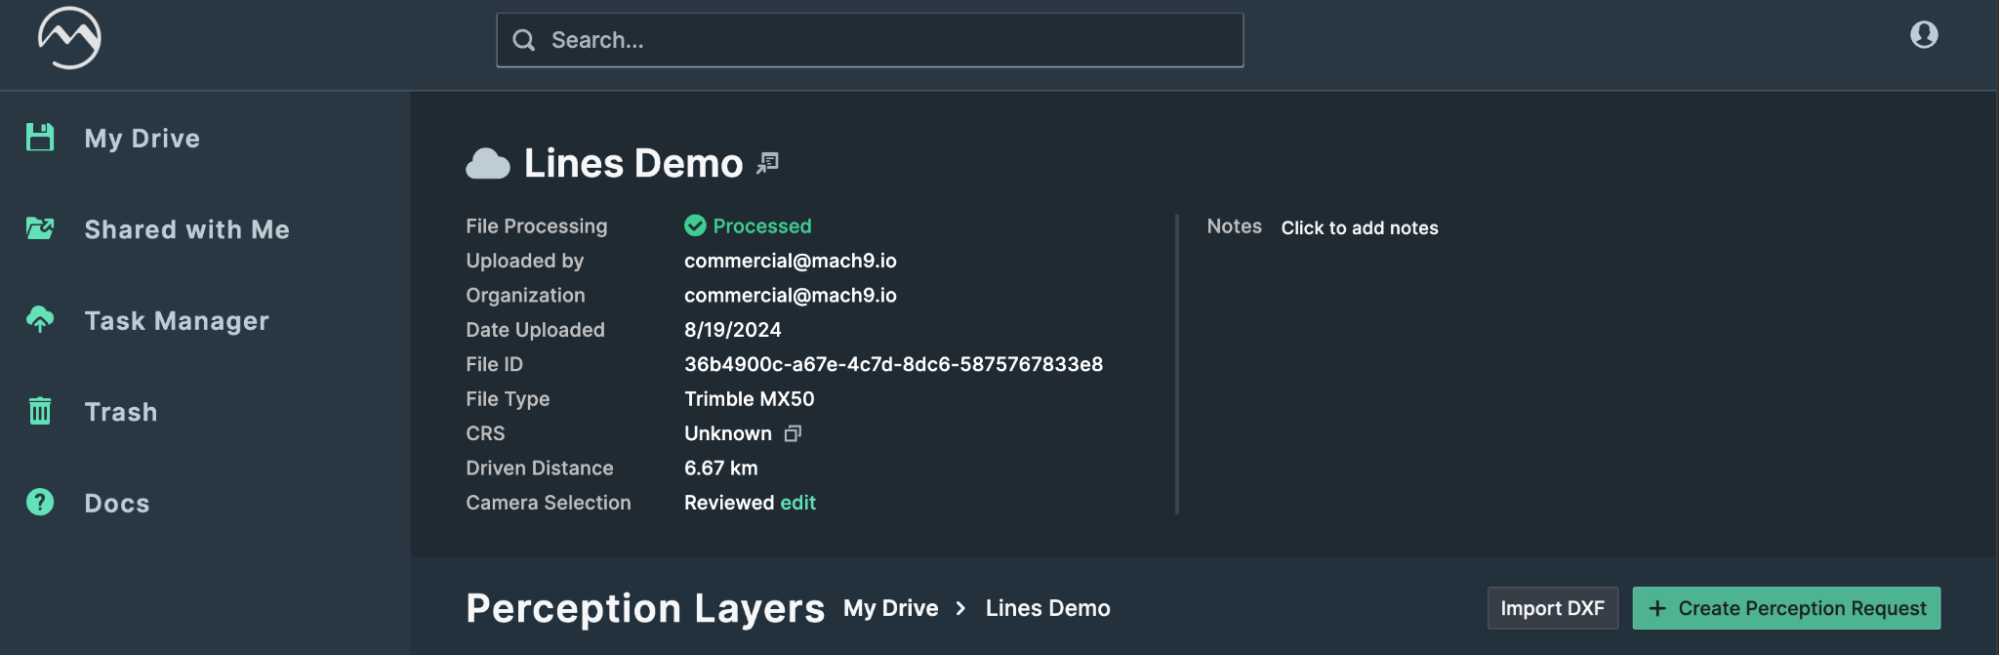 Search...
My Drive
Shared with Me
Task Manager
Trash
Docs
Lines Demo
File Processing Processed
Uploaded by commercial@mach9.io
Organization commercial@mach9.io
Date Uploaded 8/19/2024
File ID 36b4900c-a67e-4c7d-8dc6-5875767833e8
File Type Trimble MX50
CRS Unknown
Driven Distance 6.67 km
Camera Selection Reviewed edit
Notes Click to add notes
Perception Layers My Drive > Lines Demo
Import DXF + Create Perception Request